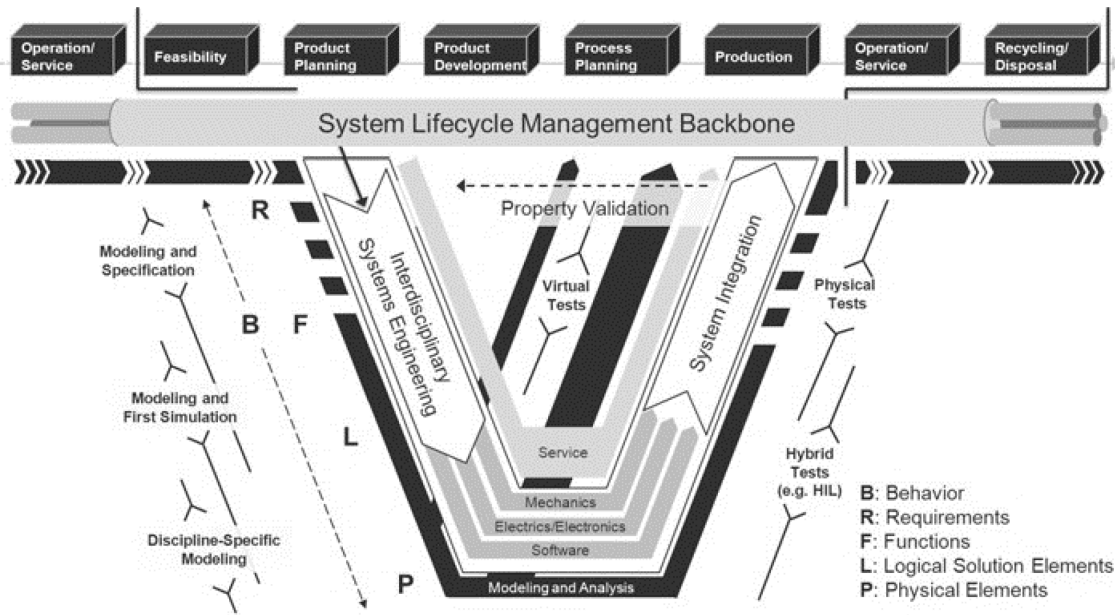 Operation/
Service
Feasibility
Product
Planning
Product
Development
Process
Planning
Production
Operation/
Service
Recycling/
Disposal
System Lifecycle Management Backbone
Property Validation
R
Modeling and
Specification
Interdisciplinary
Systems Engineering
Virtual
Tests
System Integration
Physical
Tests
B
F
Modeling and
First Simulation
L
Service
Mechanics
Electrics/Electronics
Software
Modeling and Analysis
Hybrid
Tests
(e.g. HIL)
Discipline-Specific
Modeling
P
B: Behavior
R: Requirements
F: Functions
L: Logical Solution Elements
P: Physical Elements